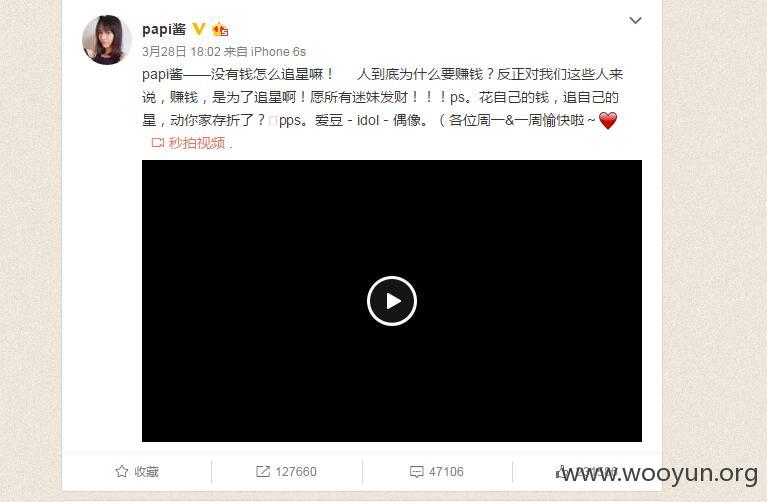 papi酱
3月28日 18:02 来自 iPhone 6s
papi酱——没有钱怎么追星嘛！ 人到底为什么要赚钱？反正对我们这些人来
说，赚钱，是为了追星啊！愿所有迷妹发财！！！ps。花自己的钱，追自己的
星，动你家存折了？pps。爱豆 - idol - 偶像。（各位周一&一周愉快啦～
秒拍视频 .
收藏
127660
47106
www.wooyun.org